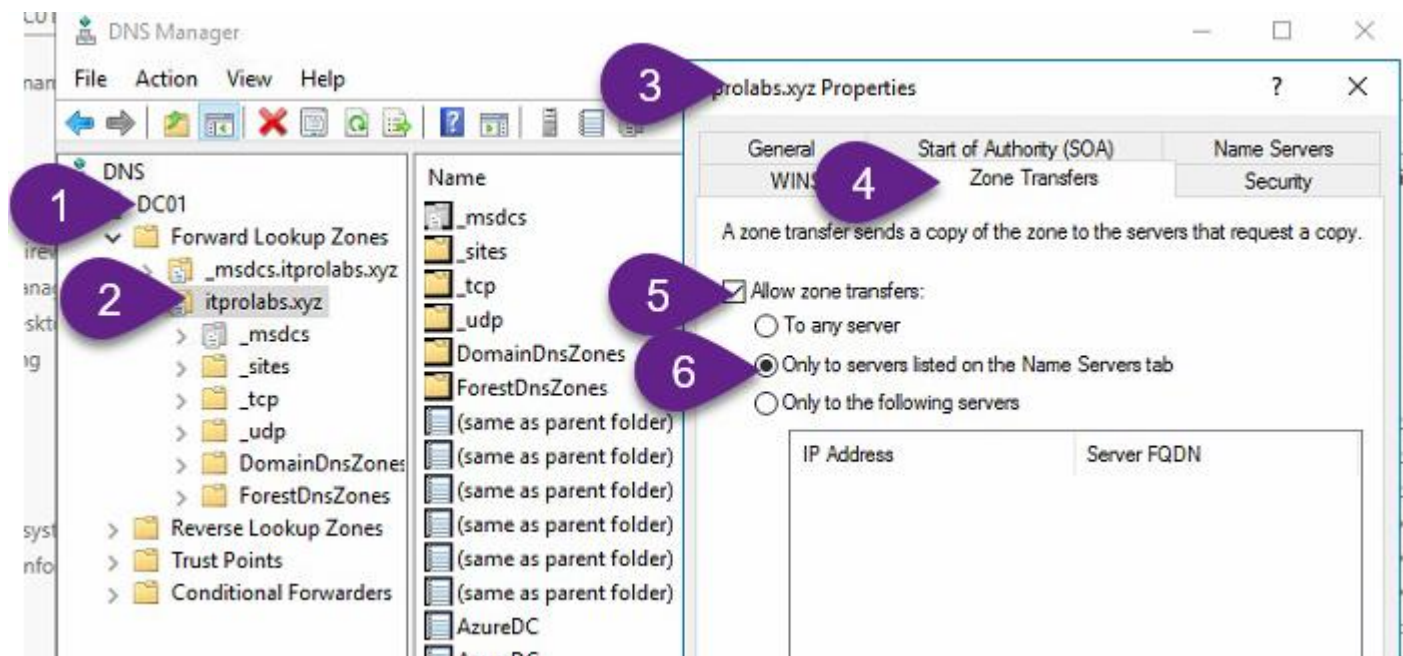 DNS Manager
File Action View Help
3
prolabs.xyz Properties
? ×
General
Start of Authority (SOA)
Name Servers
WINS
4
Zone Transfers
Security
A zone transfer sends a copy of the zone to the servers that request a copy.
5
Allow zone transfers:
To any server
6
Only to servers listed on the Name Servers tab
Only to the following servers
IP Address
Server FQDN
DNS
1
DC01
Forward Lookup Zones
_msdcs.itprolabs.xyz
2
itprolabs.xyz
_msdcs
_sites
_tcp
_udp
DomainDnsZones
ForestDnsZones
Reverse Lookup Zones
Trust Points
Conditional Forwarders
Name
_msdcs
_sites
_tcp
_udp
DomainDnsZones
ForestDnsZones
(same as parent folder)
(same as parent folder)
(same as parent folder)
(same as parent folder)
(same as parent folder)
(same as parent folder)
AzureDC